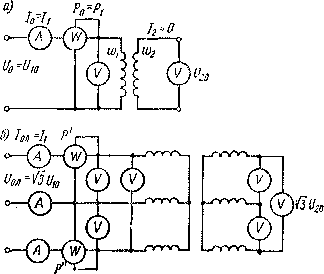 а)
I₀=I₁
P₀=P₁
I₂=0
A
W
U₀=U₁₀
V
w₁
w₂
V
U₂₀
б)
I₀л=I₁
P'
A
W
U₀л=√3 U₁₀
V
V
V
A
V
√3 U₂₀
V
V
A
W
P"